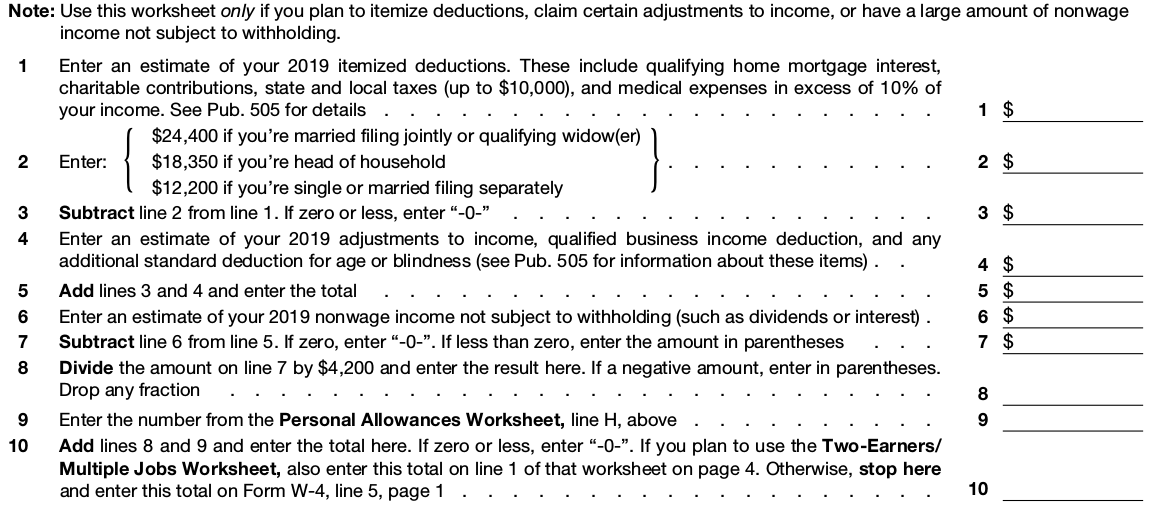 Note: Use this worksheet only if you plan to itemize deductions, claim certain adjustments to income, or have a large amount of nonwage
income not subject to withholding.
1 Enter an estimate of your 2019 itemized deductions. These include qualifying home mortgage interest,
charitable contributions, state and local taxes (up to $10,000), and medical expenses in excess of 10% of
your income. See Pub. 505 for details . . . . . . . . . . . . . . . . . . . . . . 1 $
$24,400 if you're married filing jointly or qualifying widow(er)
2 Enter: { $18,350 if you're head of household } . . . . . . . . . . . 2 $
$12,200 if you're single or married filing separately
3 Subtract line 2 from line 1. If zero or less, enter “-0-” . . . . . . . . . . . . . . . . . 3 $
4 Enter an estimate of your 2019 adjustments to income, qualified business income deduction, and any
additional standard deduction for age or blindness (see Pub. 505 for information about these items) . . 4 $
5 Add lines 3 and 4 and enter the total . . . . . . . . . . . . . . . . . . . . . . 5 $
6 Enter an estimate of your 2019 nonwage income not subject to withholding (such as dividends or interest) . 6 $
7 Subtract line 6 from line 5. If zero, enter “-0-”. If less than zero, enter the amount in parentheses . . . 7 $
8 Divide the amount on line 7 by $4,200 and enter the result here. If a negative amount, enter in parentheses.
Drop any fraction . . . . . . . . . . . . . . . . . . . . . . . . . . . . 8
9 Enter the number from the Personal Allowances Worksheet, line H, above . . . . . . . . . . 9
10 Add lines 8 and 9 and enter the total here. If zero or less, enter “-0-”. If you plan to use the Two-Earners/
Multiple Jobs Worksheet, also enter this total on line 1 of that worksheet on page 4. Otherwise, stop here
and enter this total on Form W-4, line 5, page 1 . . . . . . . . . . . . . . . . . . . 10